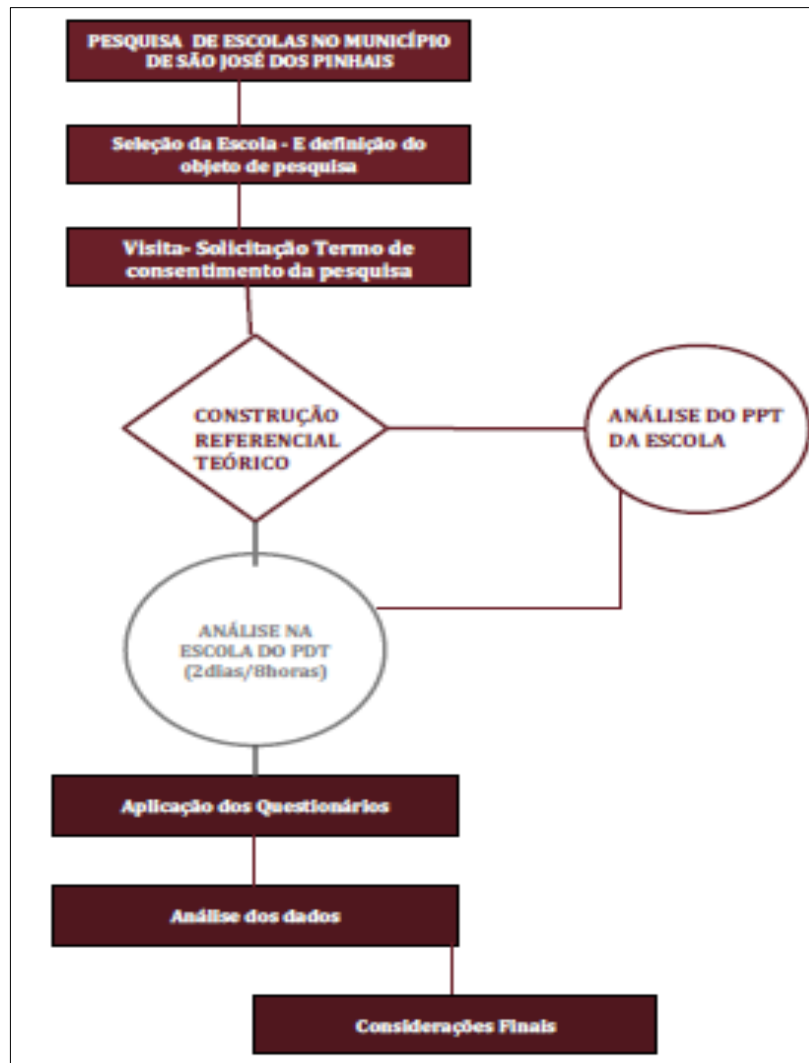 PESQUISA DE ESCOLAS NO MUNICÍPIO
DE SÃO JOSÉ DOS PINHAIS
Seleção da Escola - E definição do
objeto de pesquisa
Visita- Solicitação Termo de
consentimento da pesquisa
CONSTRUÇÃO
REFERENCIAL
TEÓRICO
ANÁLISE DO PPT
DA ESCOLA
ANÁLISE NA
ESCOLA DO PDT
(2dias/8horas)
Aplicação dos Questionários
Análise dos dados
Considerações Finais